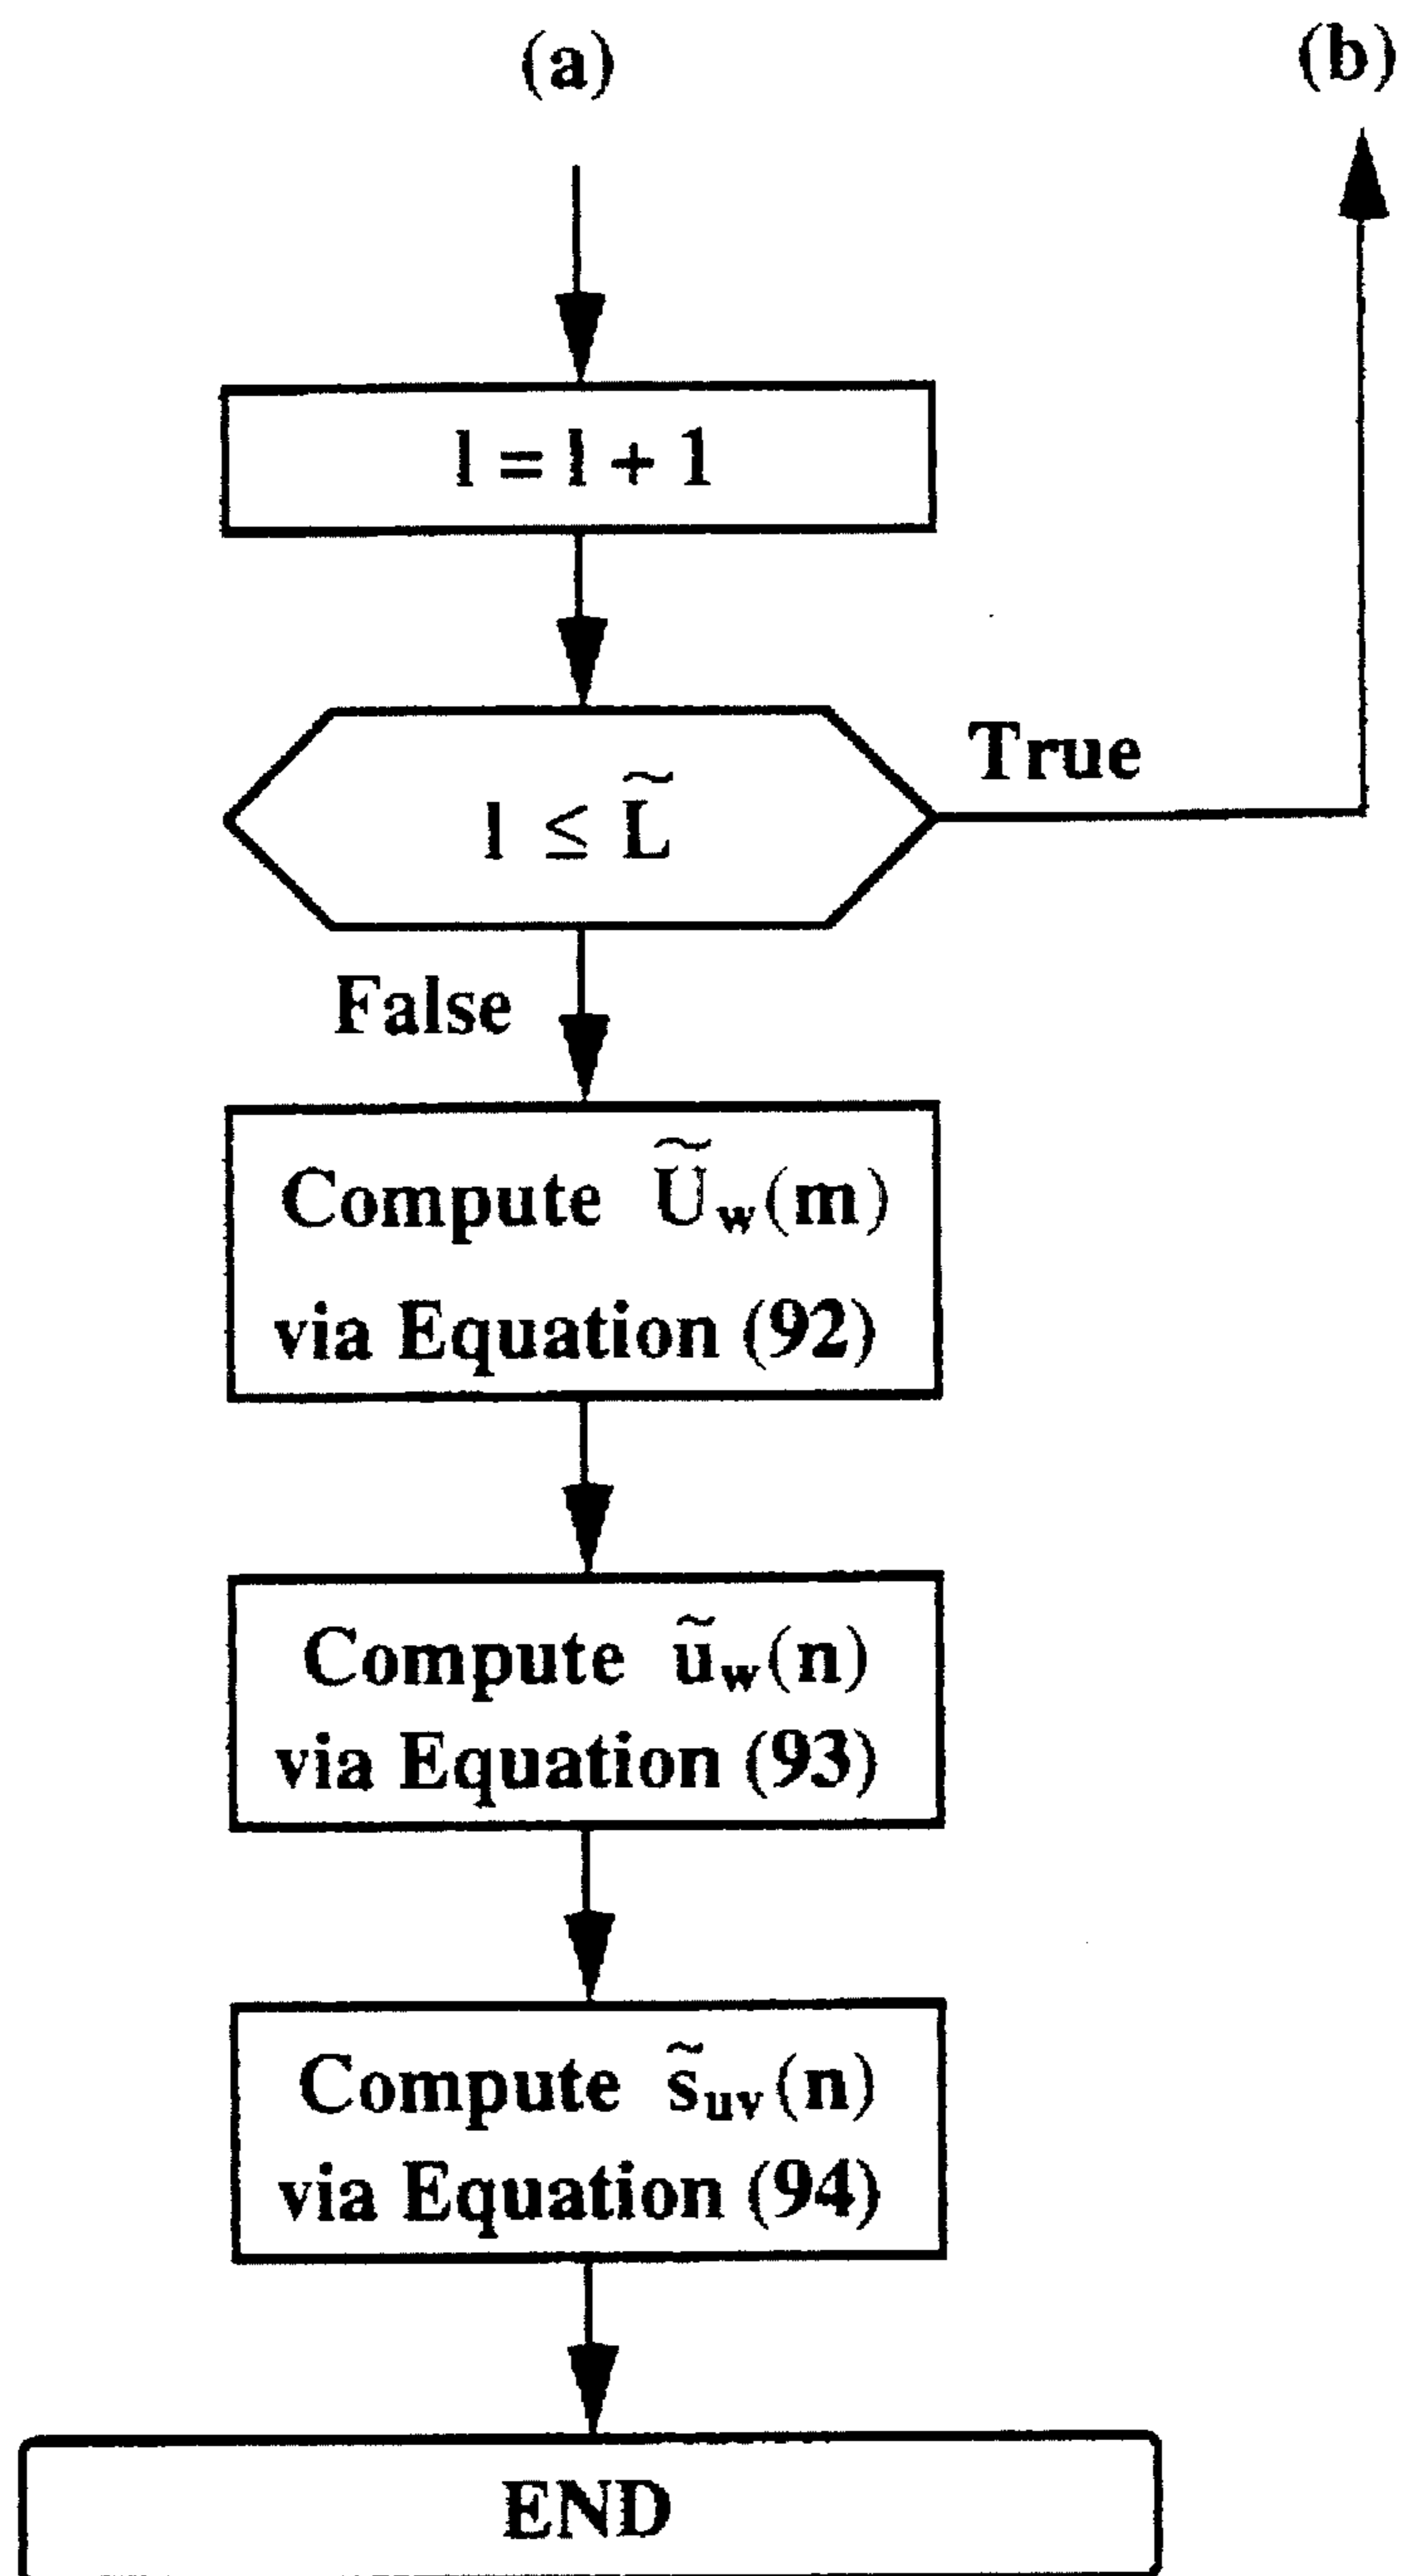 (a)
(b)
l = l + 1
l ≤ L̃
True
False
Compute Ũw(m)
via Equation (92)
Compute ũw(n)
via Equation (93)
Compute s̃uv(n)
via Equation (94)
END